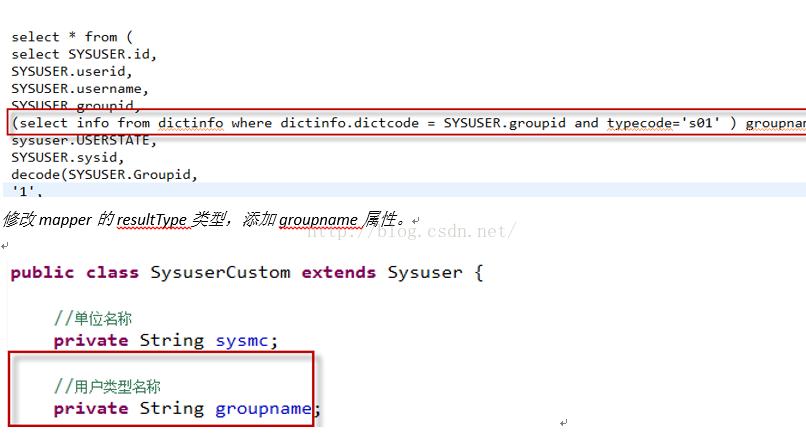 select * from (
select SYSUSER.id,
SYSUSER.userid,
SYSUSER.username,
SYSUSER.groupid,
(select info from dictinfo where dictcode = SYSUSER.groupid and typecode='s01' )
sysuser.USERSTATE,
SYSUSER.sysid,
decode(SYSUSER.Groupid,
'1',
修改 mapper 的 resultType 类型，添加 groupname 属性。
http://blog.csdn.net/
public class SysuserCustom extends Sysuser {
//单位名称
private String sysmc;
//用户类型名称
private String groupname;